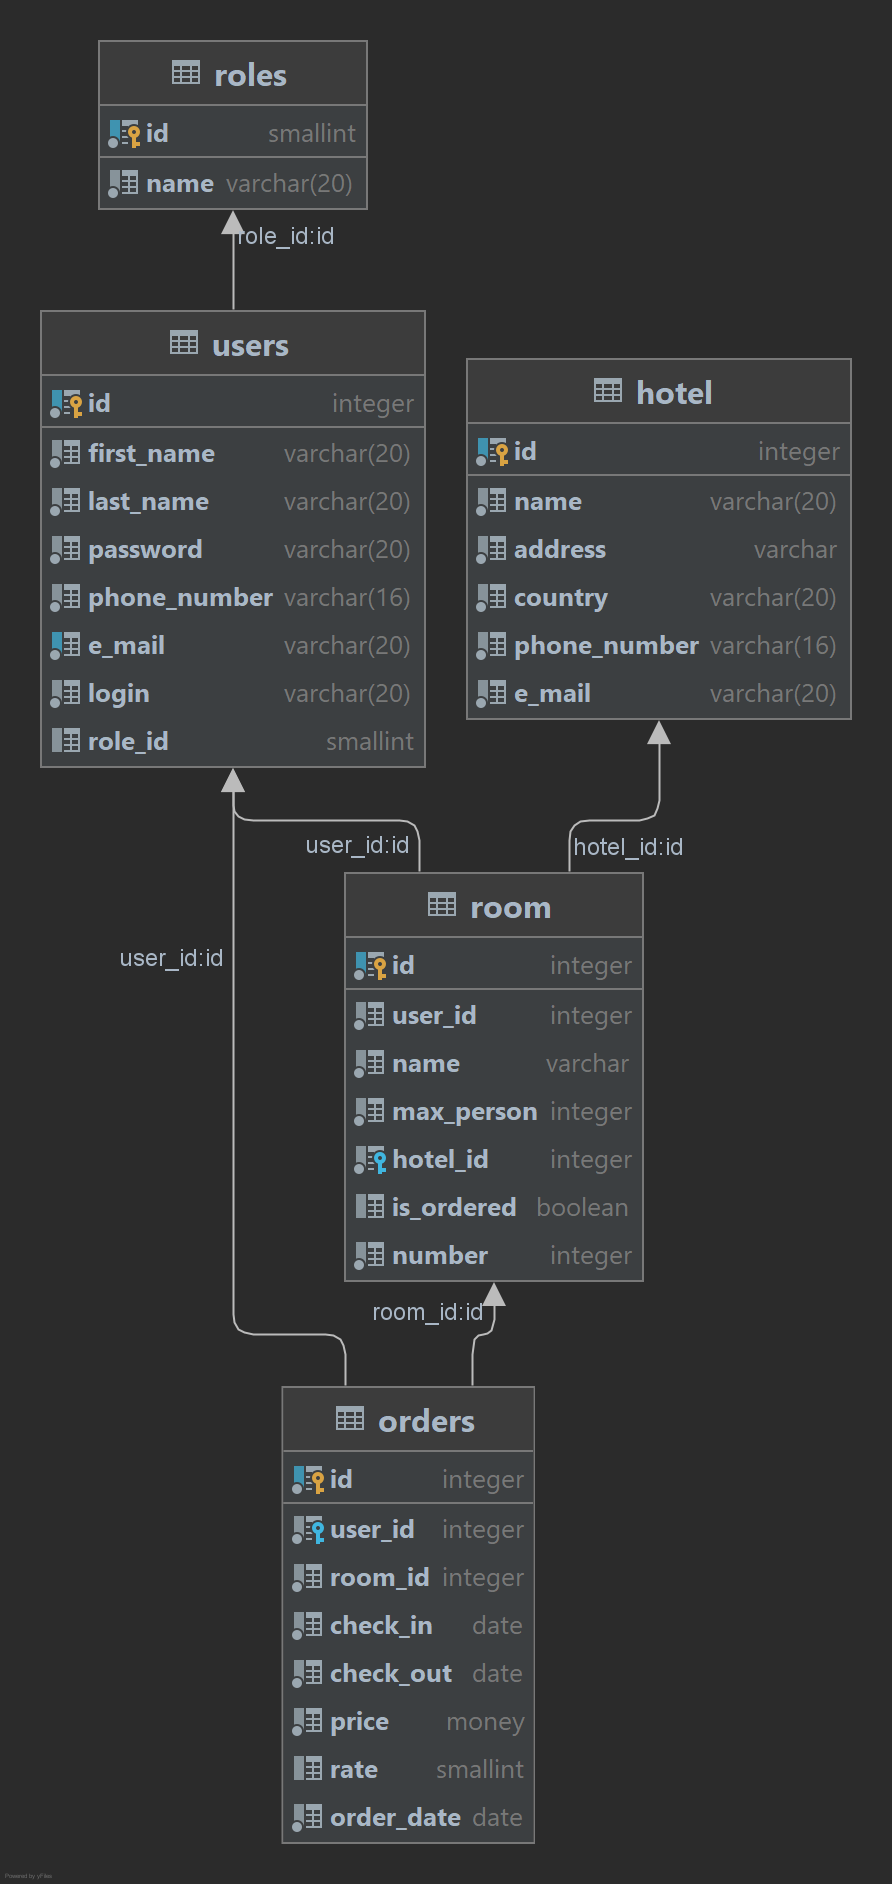 roles
id smallint
name varchar(20)
role_id:id
users
id integer
first_name varchar(20)
last_name varchar(20)
password varchar(20)
phone_number varchar(16)
e_mail varchar(20)
login varchar(20)
role_id smallint
hotel
id integer
name varchar(20)
address varchar
country varchar(20)
phone_number varchar(16)
e_mail varchar(20)
user_id:id
hotel_id:id
user_id:id
room
id integer
user_id integer
name varchar
max_person integer
hotel_id integer
is_ordered boolean
number integer
room_id:id
orders
id integer
user_id integer
room_id integer
check_in date
check_out date
price money
rate smallint
order_date date
Powered by yFiles